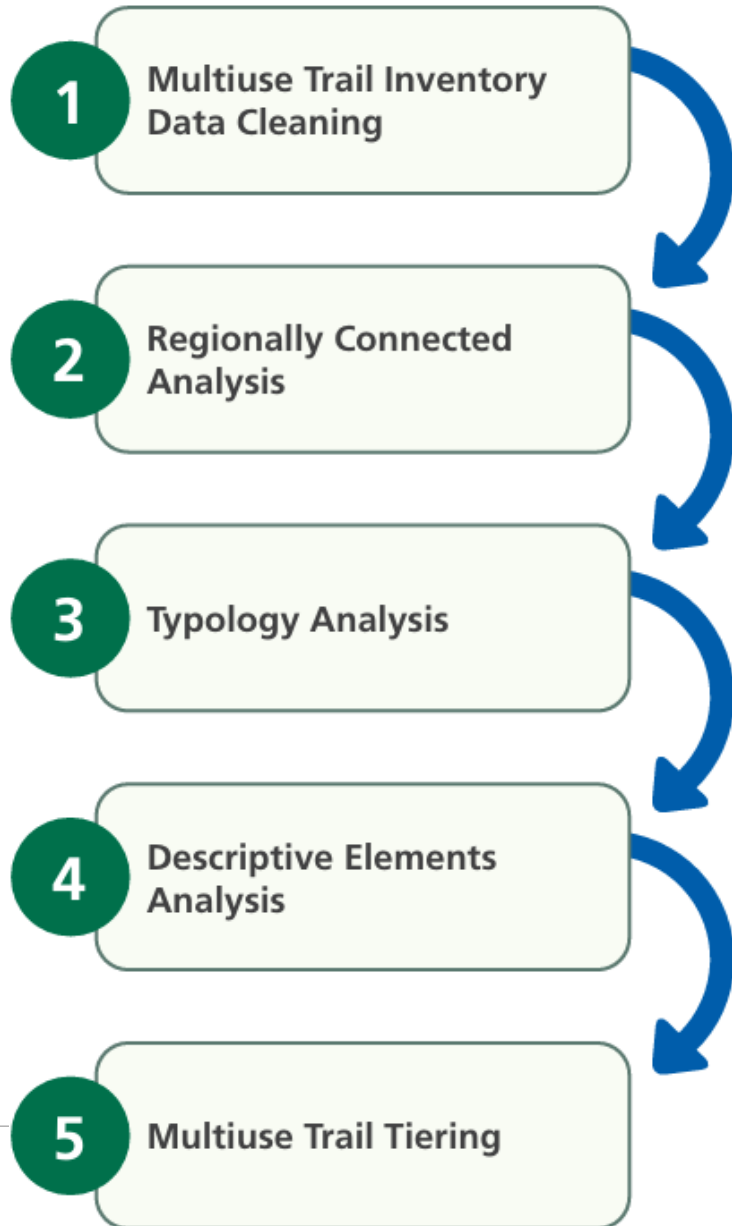 1
Multiuse Trail Inventory
Data Cleaning
2
Regionally Connected
Analysis
3
Typology Analysis
4
Descriptive Elements
Analysis
5
Multiuse Trail Tiering